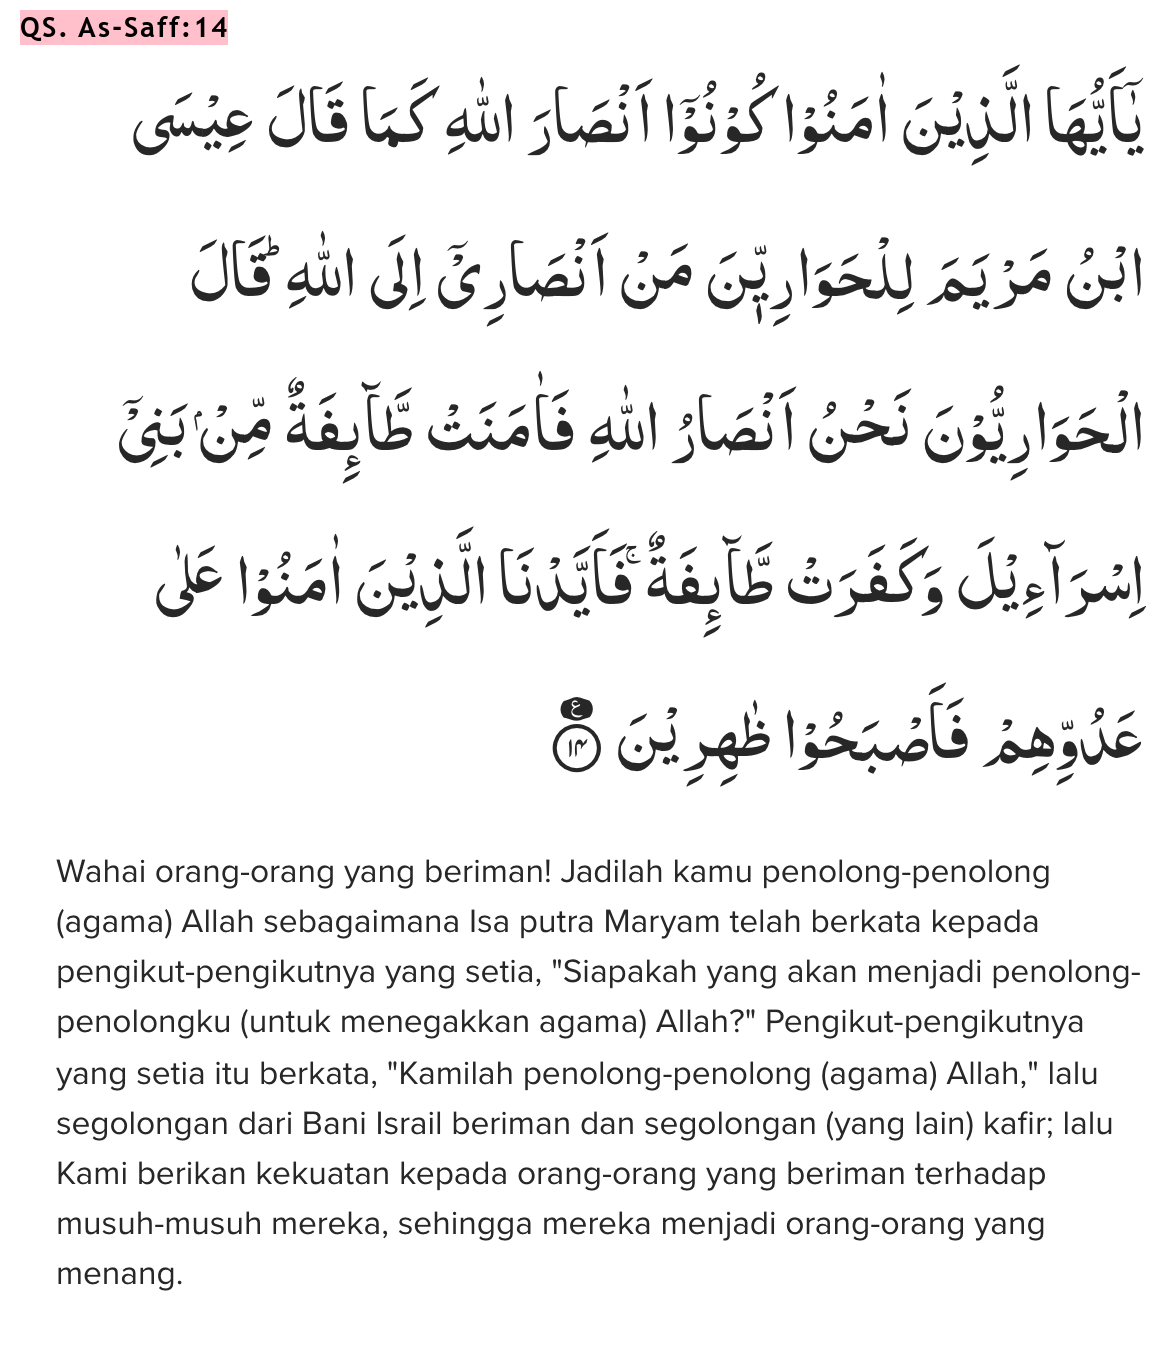 QS. As-Saff:14
يٰٓاَيُّهَا الَّذِيْنَ اٰمَنُوْا كُوْنُوْٓا اَنْصَارَ اللّٰهِ كَمَا قَالَ عِيْسَى
ابْنُ مَرْيَمَ لِلْحَوَارِيّٖنَ مَنْ اَنْصَارِيْٓ اِلَى اللّٰهِ ۗقَالَ
الْحَوَارِيُّوْنَ نَحْنُ اَنْصَارُ اللّٰهِ فَاٰمَنَتْ طَّاۤىِٕفَةٌ مِّنْۢ بَنِيْٓ
اِسْرَاۤءِيْلَ وَكَفَرَتْ طَّاۤىِٕفَةٌ ۚفَاَيَّدْنَا الَّذِيْنَ اٰمَنُوْا عَلٰى
عَدُوِّهِمْ فَاَصْبَحُوْا ظٰهِرِيْنَ ࣖ ١٤
Wahai orang-orang yang beriman! Jadilah kamu penolong-penolong
(agama) Allah sebagaimana Isa putra Maryam telah berkata kepada
pengikut-pengikutnya yang setia, "Siapakah yang akan menjadi penolong-
penolongku (untuk menegakkan agama) Allah?" Pengikut-pengikutnya
yang setia itu berkata, "Kamilah penolong-penolong (agama) Allah," lalu
segolongan dari Bani Israil beriman dan segolongan (yang lain) kafir; lalu
Kami berikan kekuatan kepada orang-orang yang beriman terhadap
musuh-musuh mereka, sehingga mereka menjadi orang-orang yang
menang.